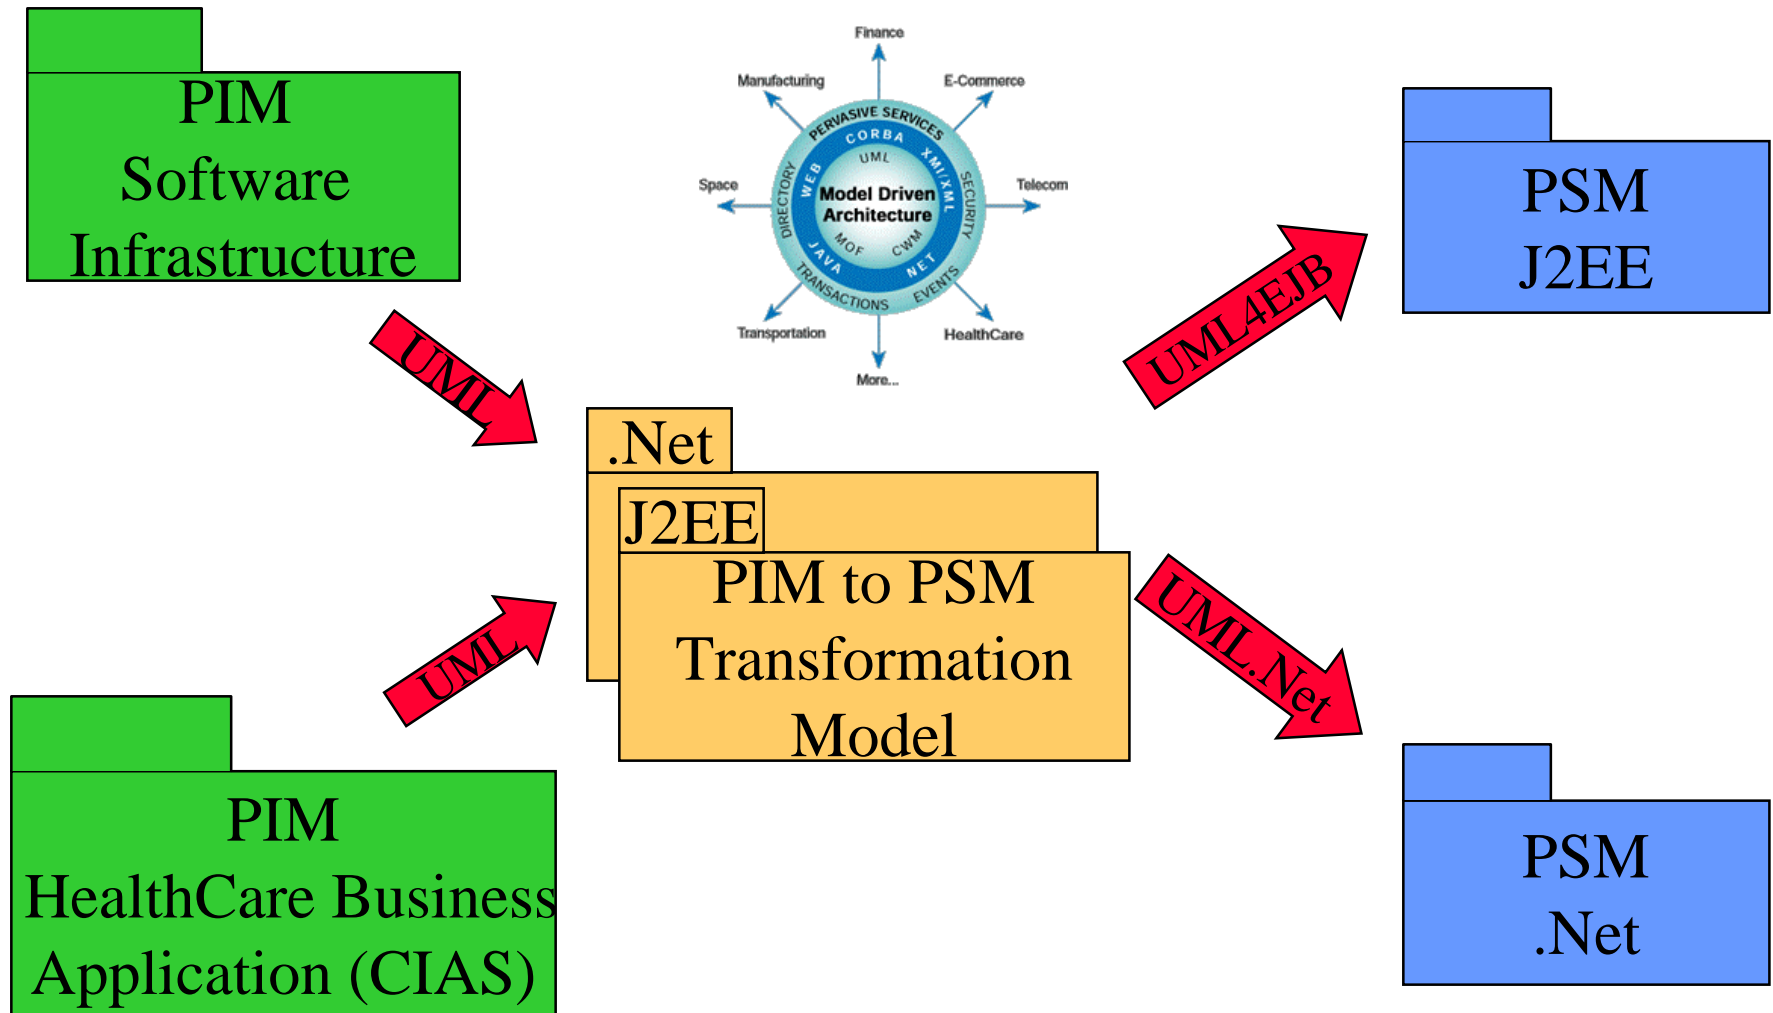 PIM
Software
Infrastructure
UML
Finance
Manufacturing
E-Commerce
Space
Telecom
Transportation
HealthCare
More...
PERVASIVE SERVICES
DIRECTORY
SECURITY
TRANSACTIONS
EVENTS
CORBA
WEB
XMI/XML
JAVA
NET
UML
Model Driven
Architecture
MOF
CWM
UML4EJB
PSM
J2EE
.Net
J2EE
PIM to PSM
Transformation
Model
UML
PIM
HealthCare Business
Application (CIAS)
UML.Net
PSM
.Net